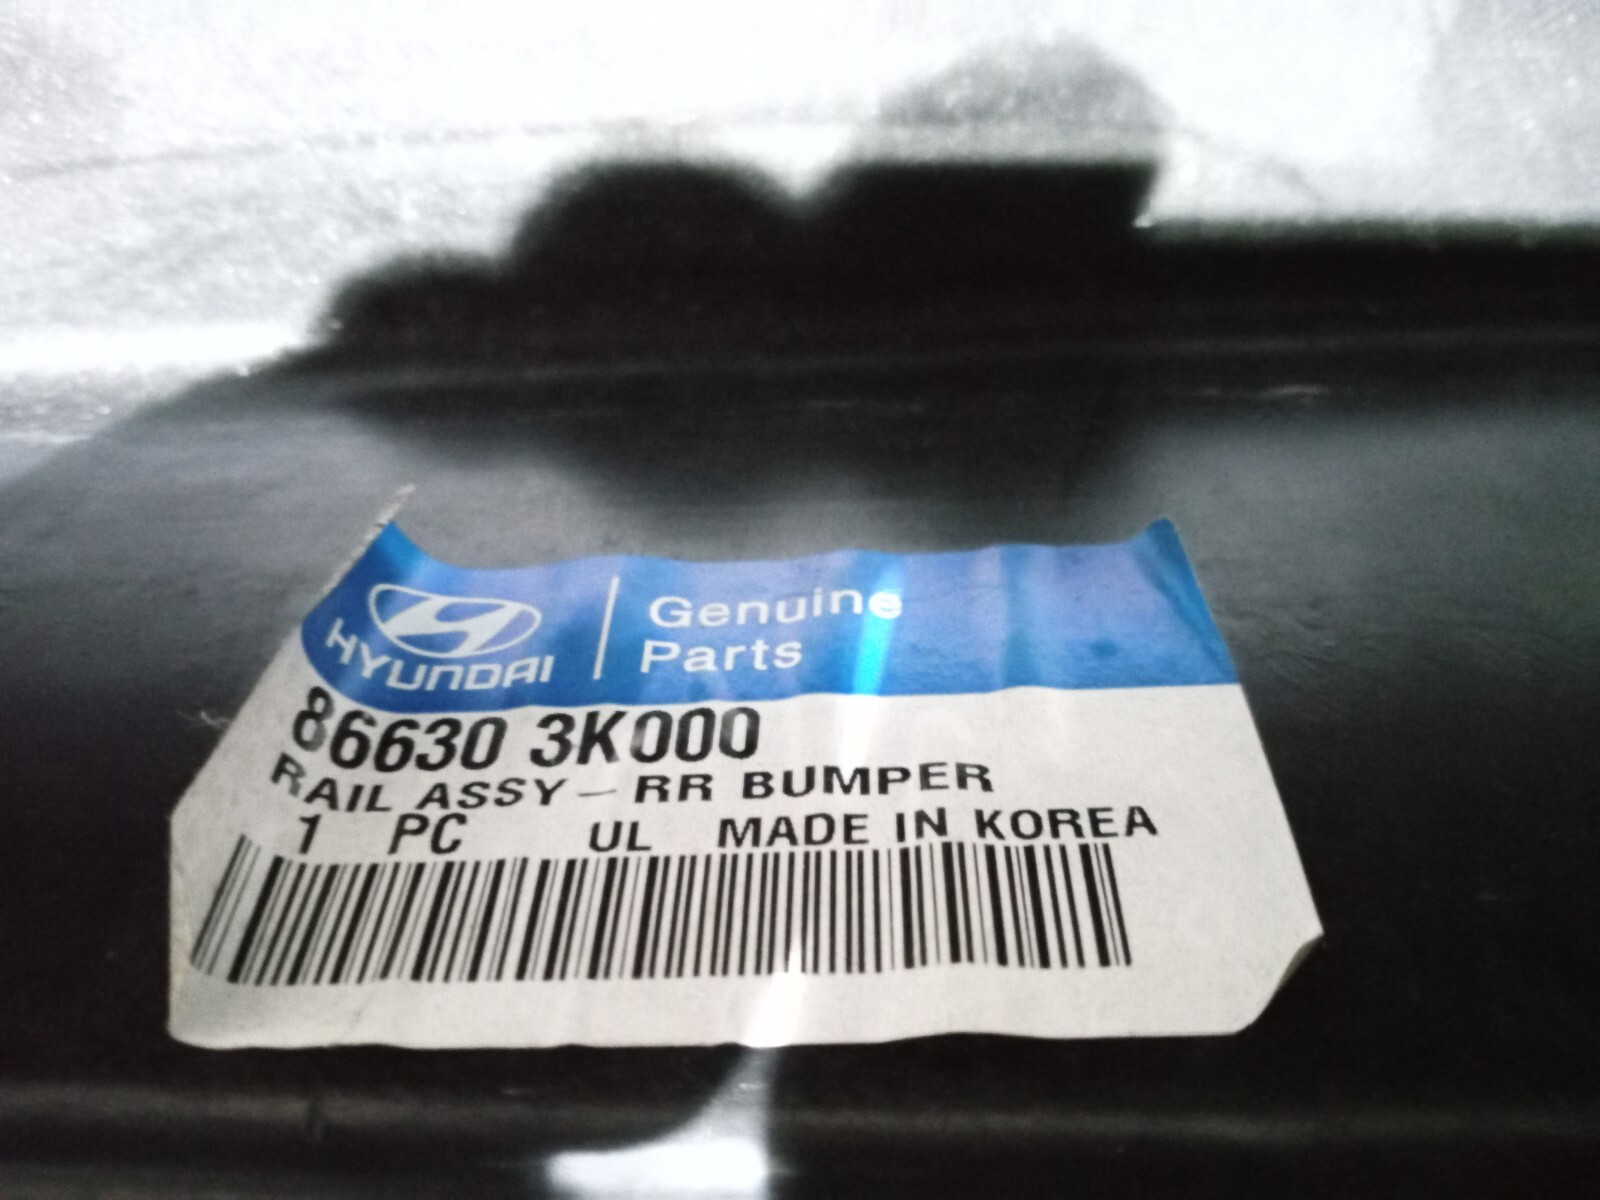 HYUNDAI
Genuine
Parts
86630 3K000
RAIL ASSY-RR BUMPER
1 PC UL MADE IN KOREA